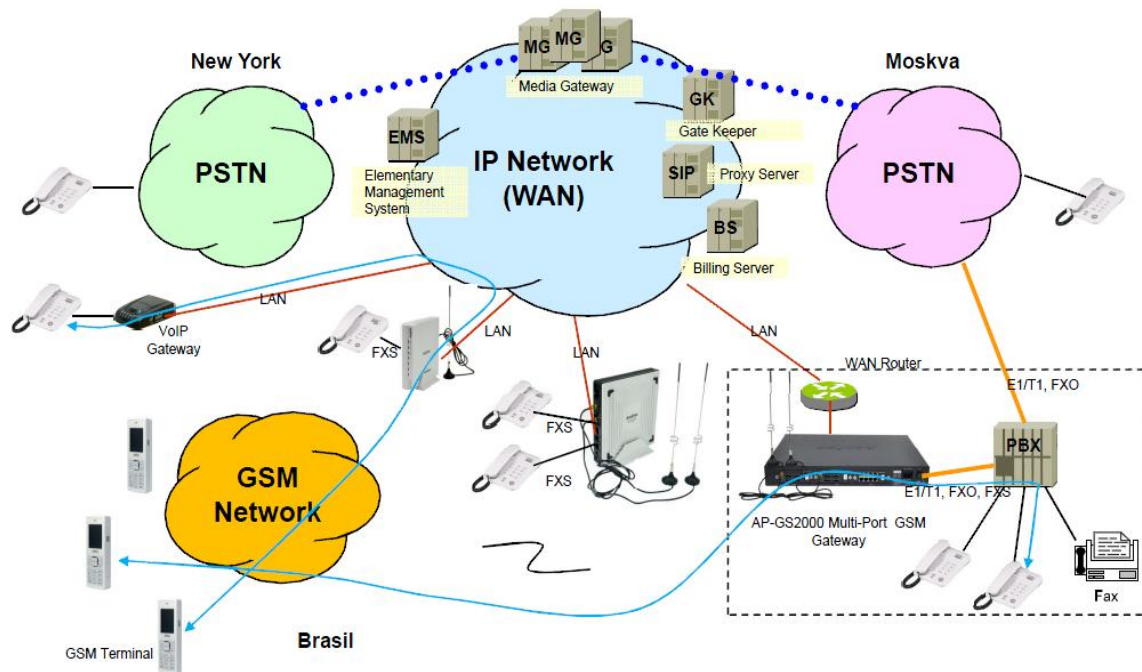 New York
MG
MG
G
Moskva
Media Gateway
GK
Gate Keeper
EMS
PSTN
IP Network
(WAN)
Elementary
Management
System
SIP
Proxy Server
PSTN
BS
Billing Server
LAN
VoIP
Gateway
FXS
LAN
LAN
LAN
WAN Router
E1/T1, FXO
FXS
FXS
GSM
Network
PBX
E1/T1, FXO, FXS
AP-GS2000 Multi-Port GSM
Gateway
Fax
Brasil
GSM Terminal